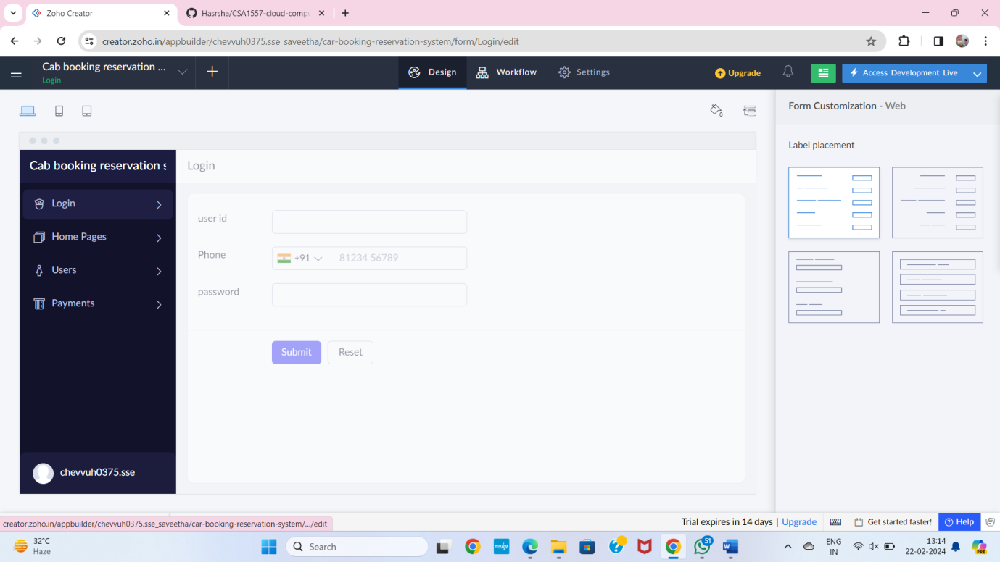 Zoho Creator
Hasrsha/CSA1557-cloud-compu
creator.zoho.in/appbuilder/chevvuh0375.sse_saveetha/car-booking-reservation-system/form/Login/edit
Cab booking reservation ...
Login
Design
Workflow
Settings
Upgrade
Access Development Live
Form Customization - Web
Label placement
Cab booking reservation s
Login
Login
Home Pages
Users
Payments
user id
Phone
+91
81234 56789
password
Submit
Reset
chevvuh0375.sse
creator.zoho.in/appbuilder/chevvuh0375.sse_saveetha/car-booking-reservation-system/.../edit
Trial expires in 14 days | Upgrade
Get started faster!
Help
32°C
Haze
Search
myhp
51
W
ENG
IN
13:14
22-02-2024
PRE